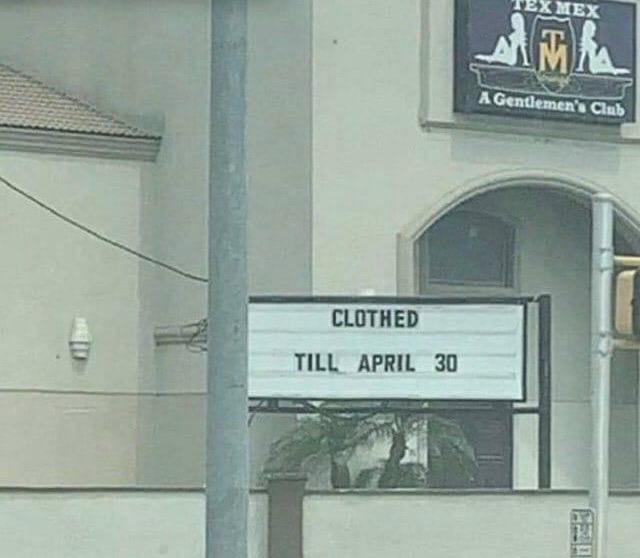 TEX MEX
TM
A Gentlemen's Club
CLOTHED
TILL APRIL 30